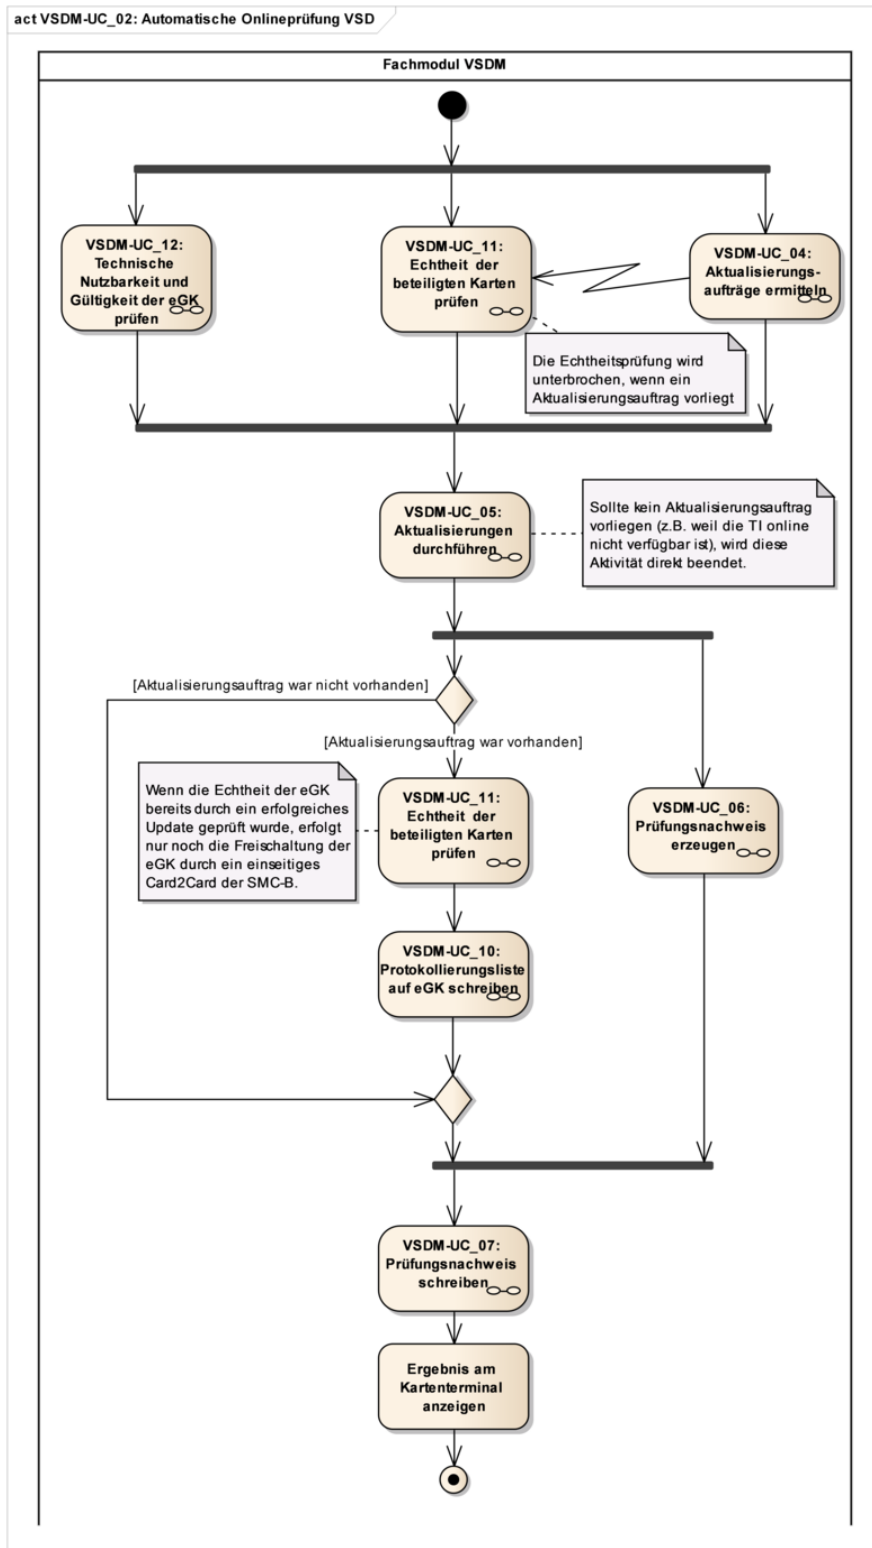 act VSDM-UC_02: Automatische Onlineprüfung VSD
Fachmodul VSDM
VSDM-UC_12:
Technische
Nutzbarkeit und
Gültigkeit der eGK
prüfen
VSDM-UC_11:
Echtheit der
beteiligten Karten
prüfen
VSDM-UC_04:
Aktualisierungs-
aufträge ermitteln
Die Echtheitsprüfung wird
unterbrochen, wenn ein
Aktualisierungsauftrag vorliegt
VSDM-UC_05:
Aktualisierungen
durchführen
Sollte kein Aktualisierungsauftrag
vorliegen (z.B. weil die TI online
nicht verfügbar ist), wird diese
Aktivität direkt beendet.
[Aktualisierungsauftrag war nicht vorhanden]
[Aktualisierungsauftrag war vorhanden]
Wenn die Echtheit der eGK
bereits durch ein erfolgreiches
Update geprüft wurde, erfolgt
nur noch die Freischaltung der
eGK durch ein einseitiges
Card2Card der SMC-B.
VSDM-UC_11:
Echtheit der
beteiligten Karten
prüfen
VSDM-UC_06:
Prüfungsnachweis
erzeugen
VSDM-UC_10:
Protokollierungsliste
auf eGK schreiben
VSDM-UC_07:
Prüfungsnachweis
schreiben
Ergebnis am
Kartenterminal
anzeigen